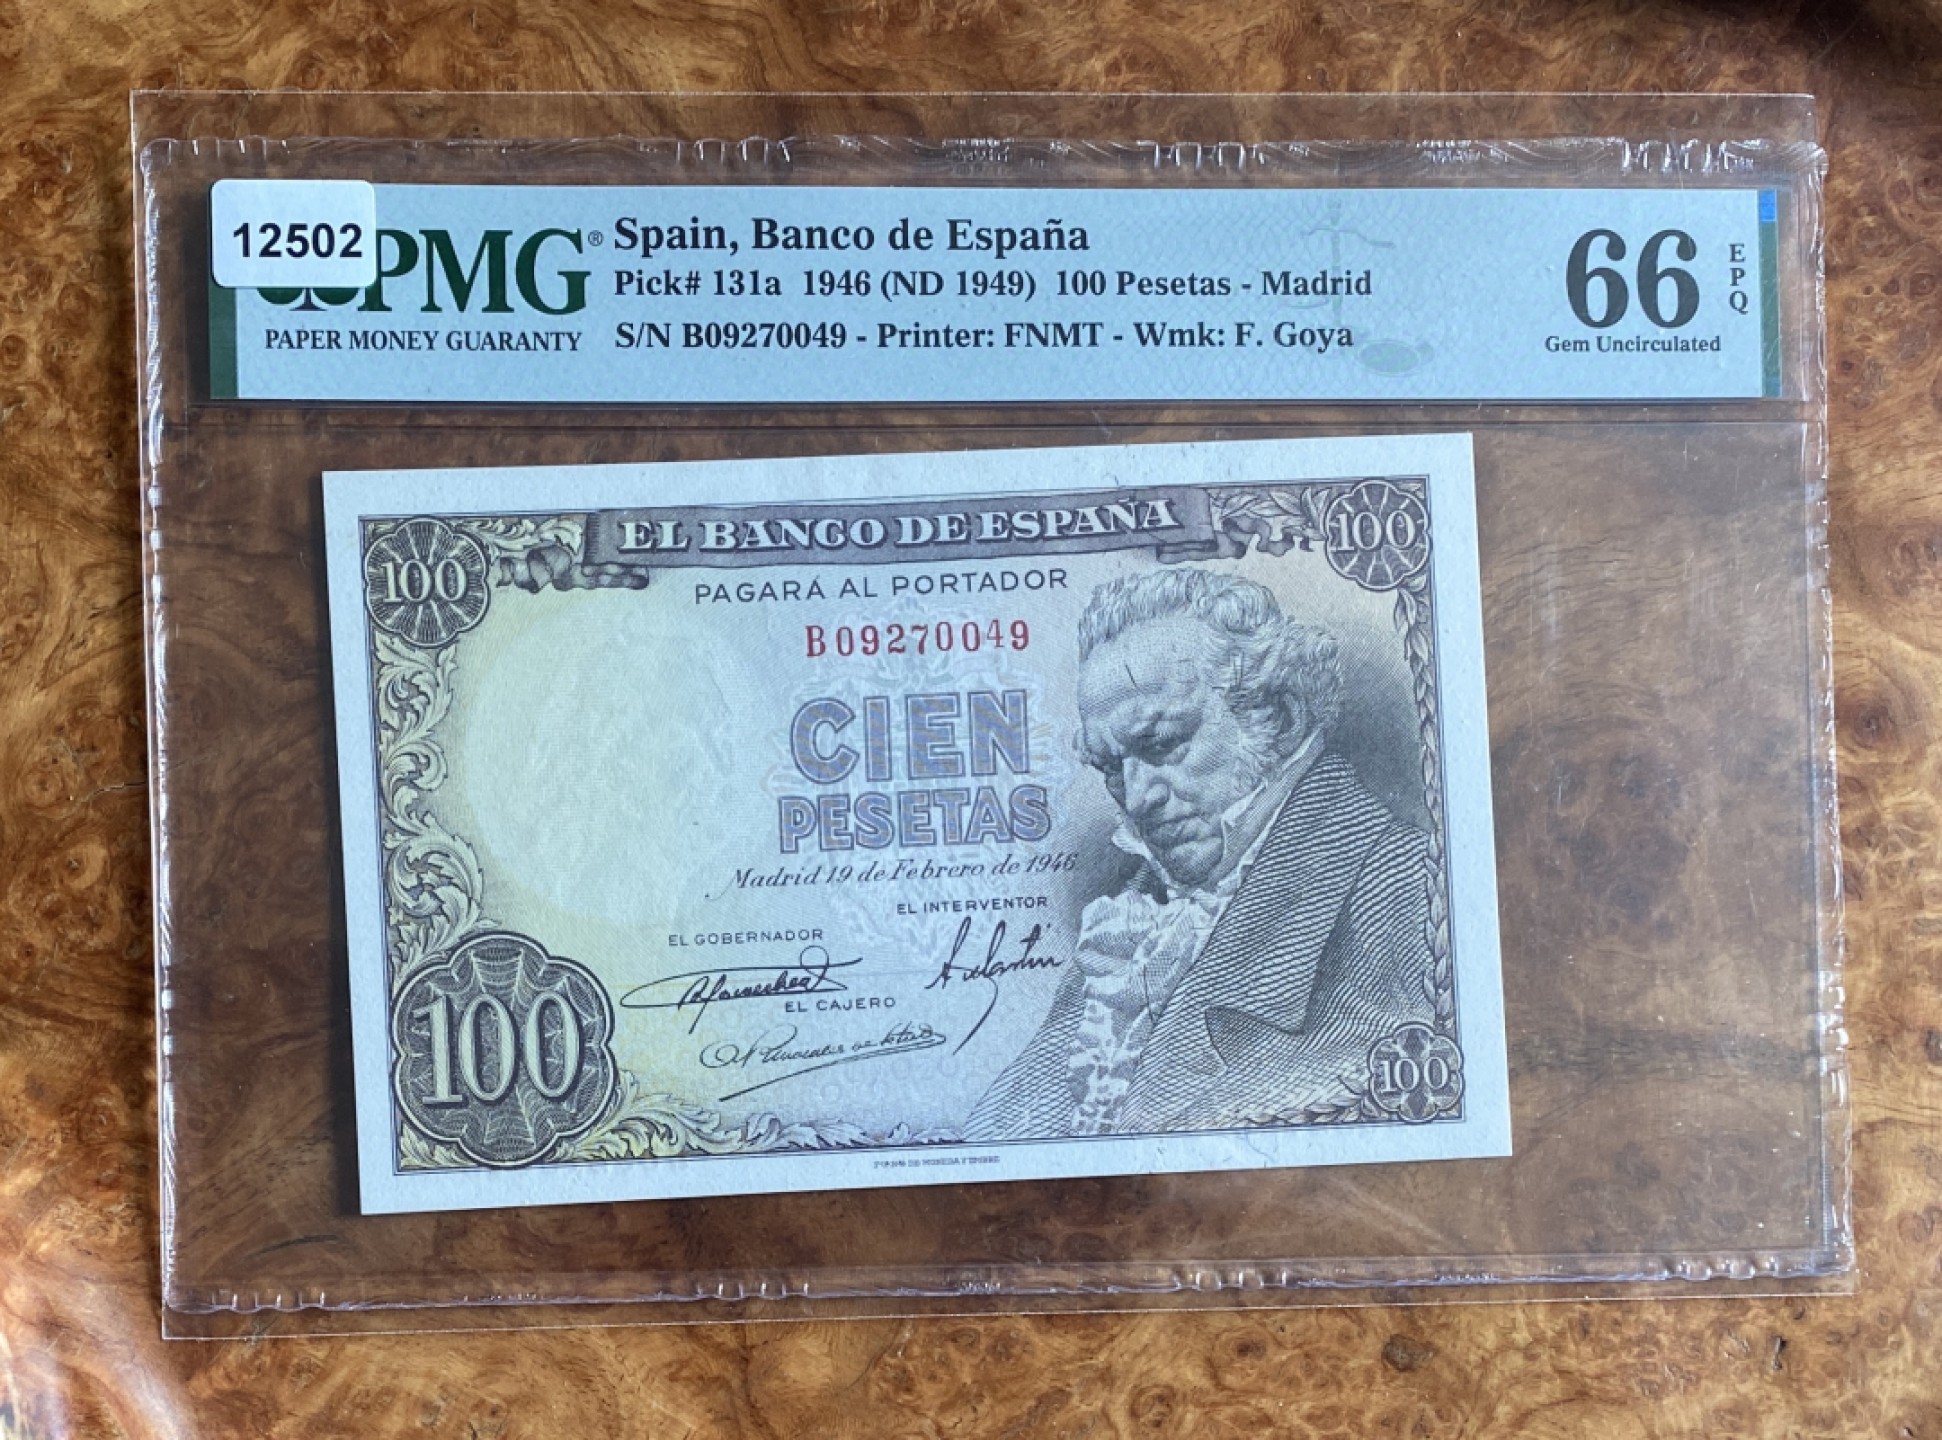 12502
PMG®
PAPER MONEY GUARANTY
Spain, Banco de España
Pick# 131a 1946 (ND 1949) 100 Pesetas - Madrid
S/N B09270049 - Printer: FNMT - Wmk: F. Goya
66
EPQ
Gem Uncirculated
EL BANCO DE ESPAÑA
100
100
PAGARÁ AL PORTADOR
B09270049
CIEN
PESETAS
Madrid 19 de Febrero de 1946
EL INTERVENTOR
EL GOBERNADOR
EL CAJERO
100
100